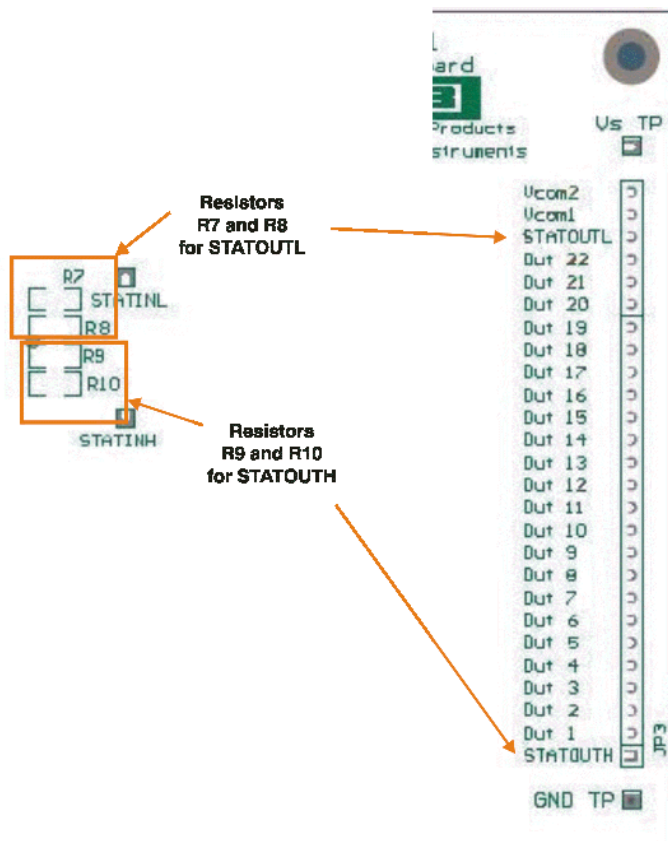 ard
Products
struments
Vs TP
Resistors
R7 and R8
for STATOUTL
R7
STATINL
R8
R9
R10
STATINH
Resistors
R9 and R10
for STATOUTH
Vcom2
Vcom1
STATOUTL
Out 22
Out 21
Out 20
Out 19
Out 18
Out 17
Out 16
Out 15
Out 14
Out 13
Out 12
Out 11
Out 10
Out 9
Out 8
Out 7
Out 6
Out 5
Out 4
Out 3
Out 2
Out 1
STATOUTH
JP3
GND TP